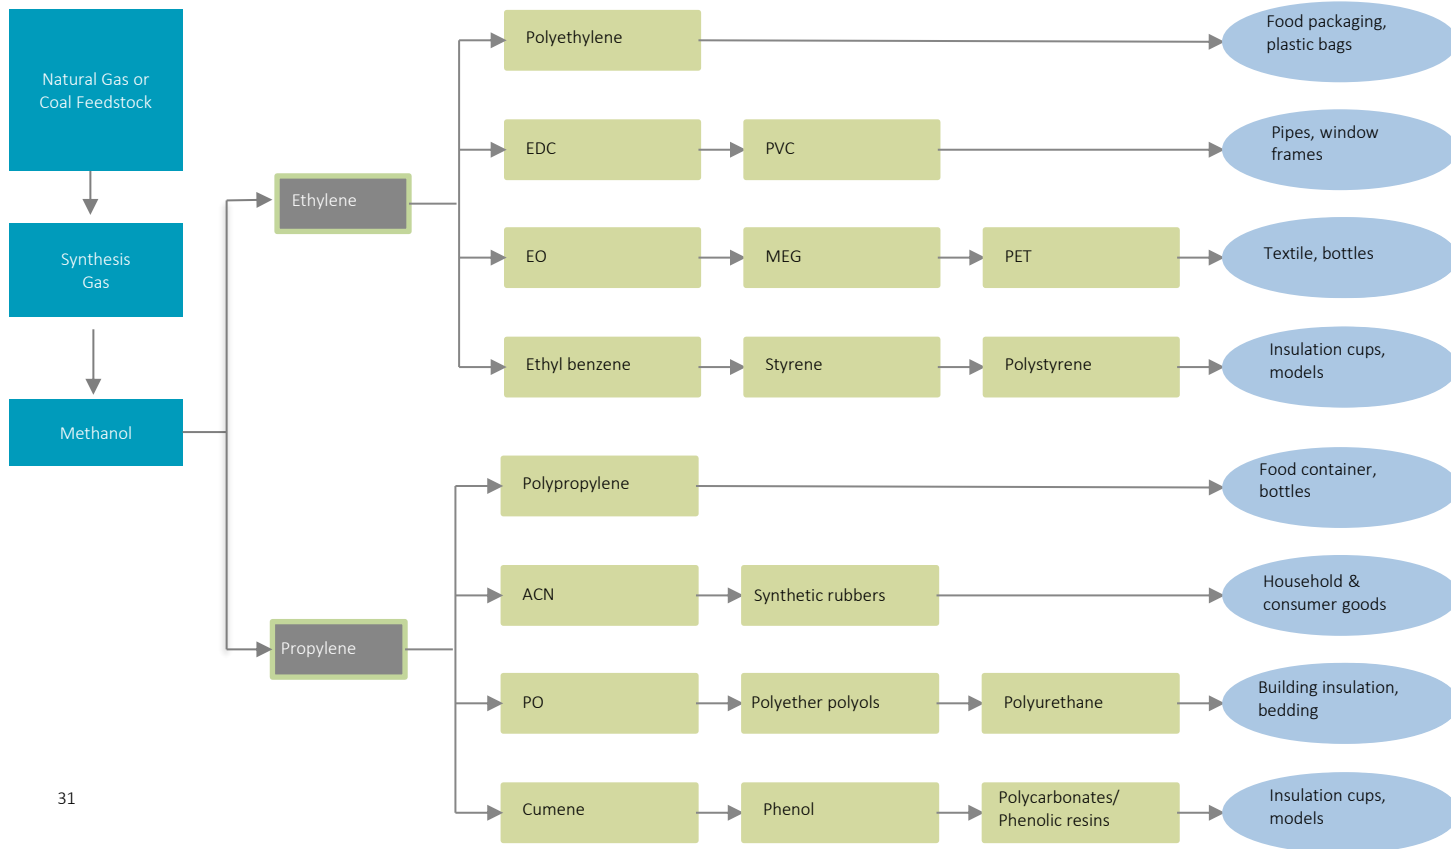 Natural Gas or
Coal Feedstock
Synthesis
Gas
Methanol
Ethylene
Propylene
Polyethylene
Food packaging,
plastic bags
EDC
PVC
Pipes, window
frames
EO
MEG
PET
Textile, bottles
Ethyl benzene
Styrene
Polystyrene
Insulation cups,
models
Polypropylene
Food container,
bottles
ACN
Synthetic rubbers
Household &
consumer goods
PO
Polyether polyols
Polyurethane
Building insulation,
bedding
Cumene
Phenol
Polycarbonates/
Phenolic resins
Insulation cups,
models
31